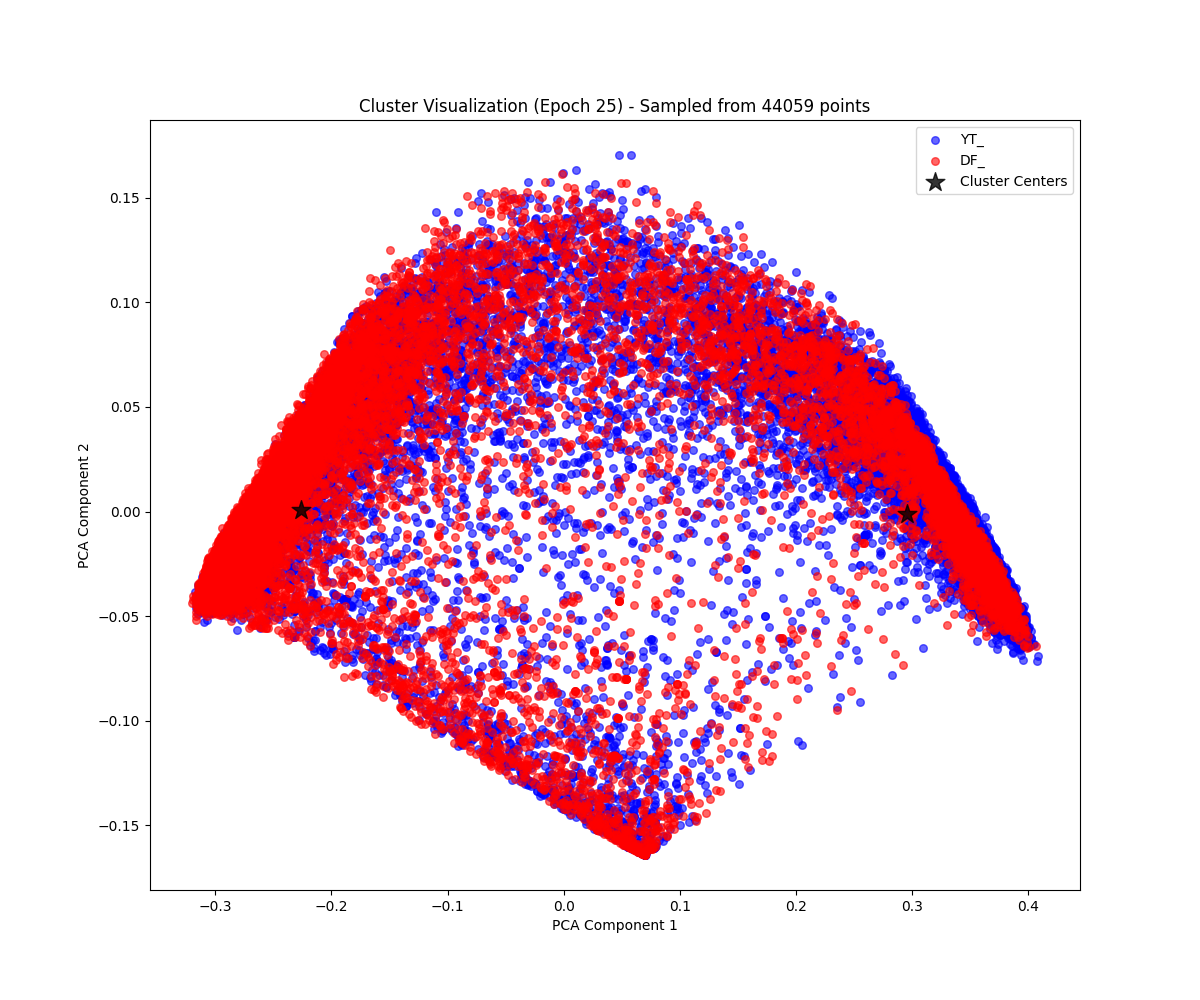 Cluster Visualization (Epoch 25) - Sampled from 44059 points
YT_
DF_
Cluster Centers
0.15
0.10
0.05
0.00
−0.05
−0.10
−0.15
PCA Component 2
−0.3
−0.2
−0.1
0.0
0.1
0.2
0.3
0.4
PCA Component 1